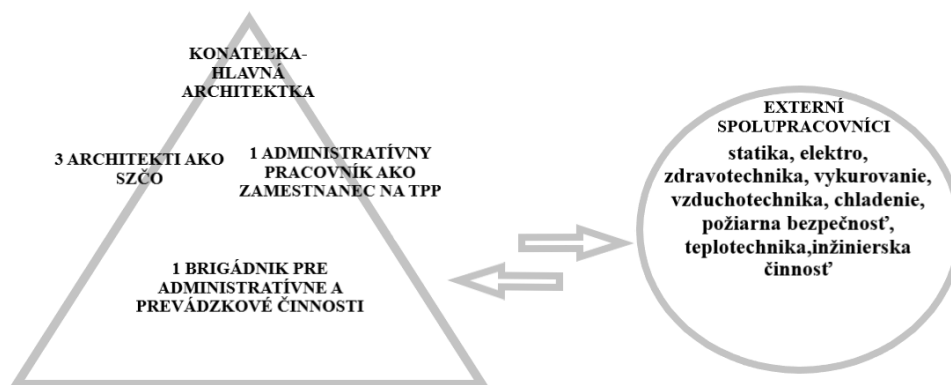 KONATEĽKA-
HLAVNÁ
ARCHITEKTKA
3 ARCHITEKTI AKO
SZČO
1 ADMINISTRATÍVNY
PRACOVNÍK AKO
ZAMESTNANEC NA TPP
1 BRIGÁDNIK PRE
ADMINISTRATÍVNE A
PREVÁDZKOVÉ ČINNOSTI
EXTERNÍ
SPOLUPRACOVNÍCI
statika, elektro,
zdravotechnika, vykurovanie,
vzduchotechnika, chladenie,
požiarna bezpečnosť,
teplotechnika,inžinierska
činnosť